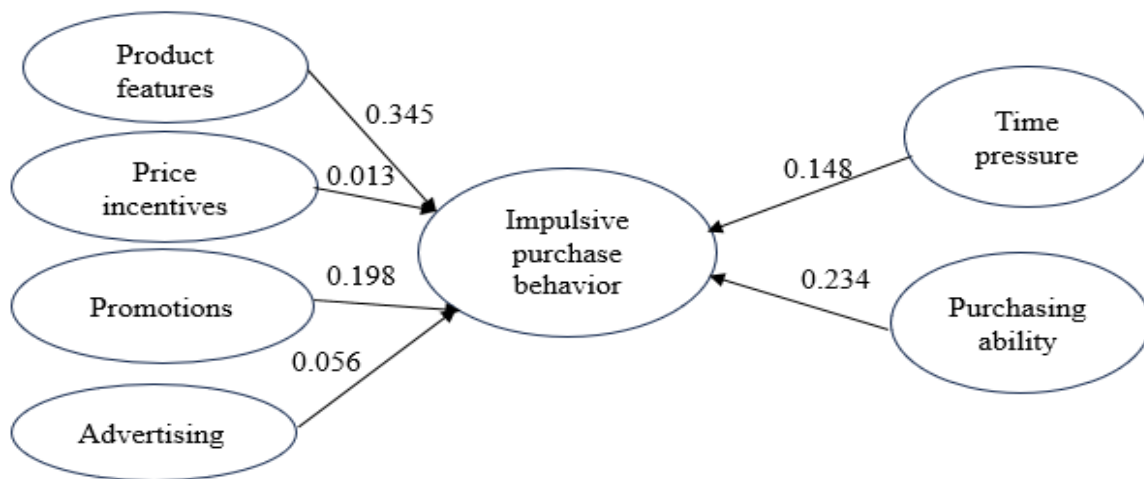 Product
features
0.345
Price
incentives
0.013
Promotions
0.198
0.056
Advertising
Impulsive
purchase
behavior
Time
pressure
0.148
0.234
Purchasing
ability